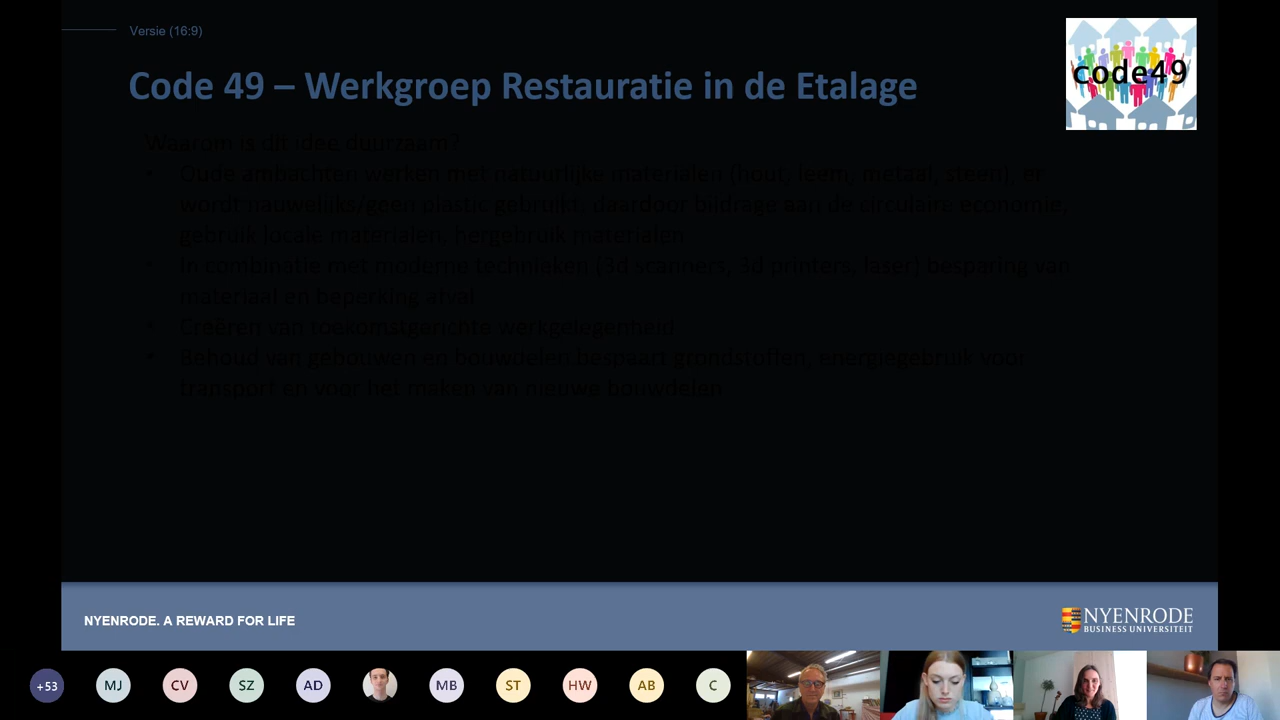 Versie (16:9)
code49
Code 49 – Werkgroep Restauratie in de Etalage
Waarom is dit idee duurzaam?
• Oude ambachten werken met natuurlijke materialen (hout, leem, metaal, steen), er
wordt nauwelijks/geen plastic gebruikt, daardoor bijdrage aan de circulaire economie,
gebruik locale materialen, hergebruik materialen
• In combinatie met moderne technieken (3d scanners, 3d printers, laser) besparing van
materiaal en beperking afval
• Creëren van toekomstgerichte werkgelegenheid
• Behoud van gebouwen en bouwdelen bespaart grondstoffen, energiegebruik voor
transport en voor het maken van nieuwe bouwdelen
NYENRODE. A REWARD FOR LIFE
NYENRODE
BUSINESS UNIVERSITEIT
+53 MJ CV SZ AD MB ST HW AB C